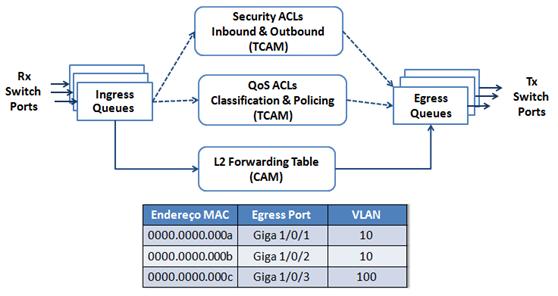 Security ACLs
Inbound & Outbound
(TCAM)
Rx
Switch
Ports
Ingress
Queues
QoS ACLs
Classification & Policing
(TCAM)
Egress
Queues
Tx
Switch
Ports
L2 Forwarding Table
(CAM)
Endereço MAC Egress Port VLAN
0000.0000.000a Giga 1/0/1 10
0000.0000.000b Giga 1/0/2 10
0000.0000.000c Giga 1/0/3 100